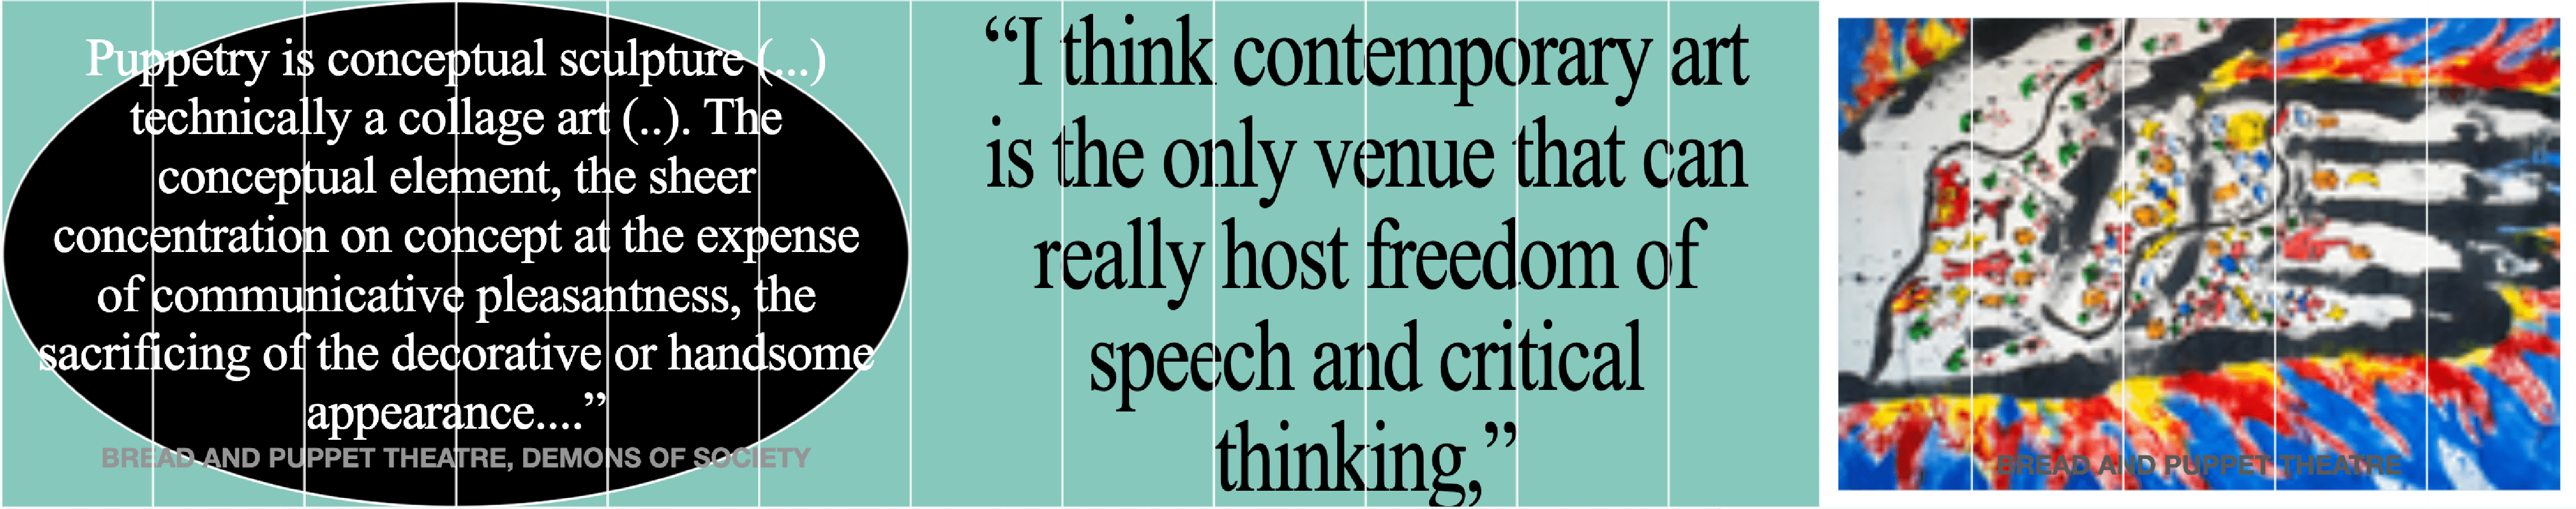 Puppetry is conceptual sculpture (...)
technically a collage art (..). The
conceptual element, the sheer
concentration on concept at the expense
of communicative pleasantness, the
sacrificing of the decorative or handsome
appearance....”
BREAD AND PUPPET THEATRE, DEMONS OF SOCIETY
“I think contemporary art
is the only venue that can
really host freedom of
speech and critical
thinking,”
BREAD AND PUPPET THEATRE